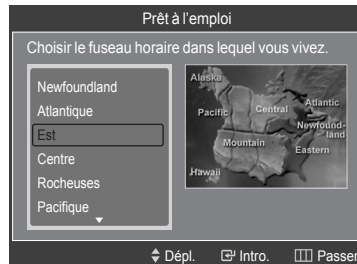 Prêt à l'emploi
Choisir le fuseau horaire dans lequel vous vivez.
Newfoundland
Atlantique
Est
Centre
Rocheuses
Pacifique
Alaska
Pacific
Central
Atlantic
Newfound-
land
Mountain
Eastern
Hawaii
Dépl.
Intro.
Passer